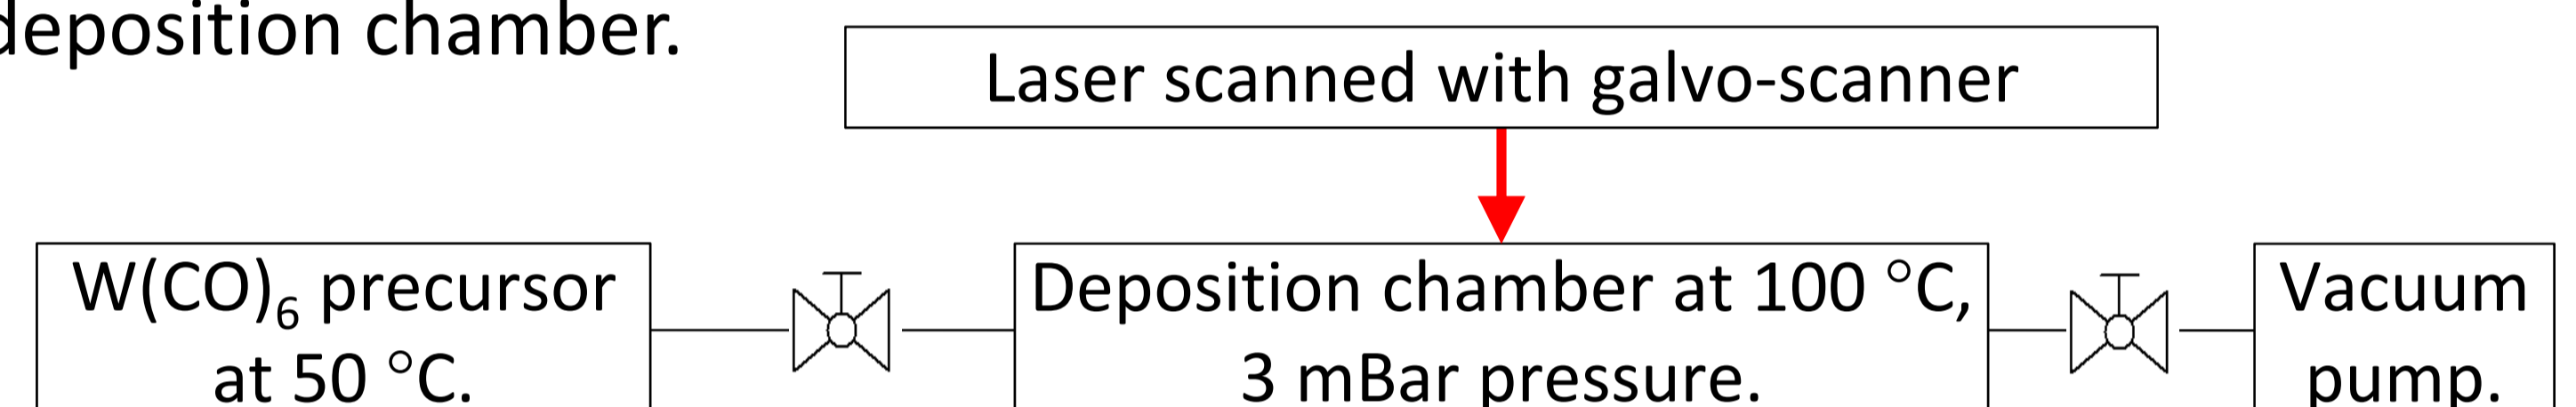 deposition chamber.
Laser scanned with galvo-scanner
W(CO)₆ precursor
at 50 °C.
Deposition chamber at 100 °C,
3 mBar pressure.
Vacuum
pump.